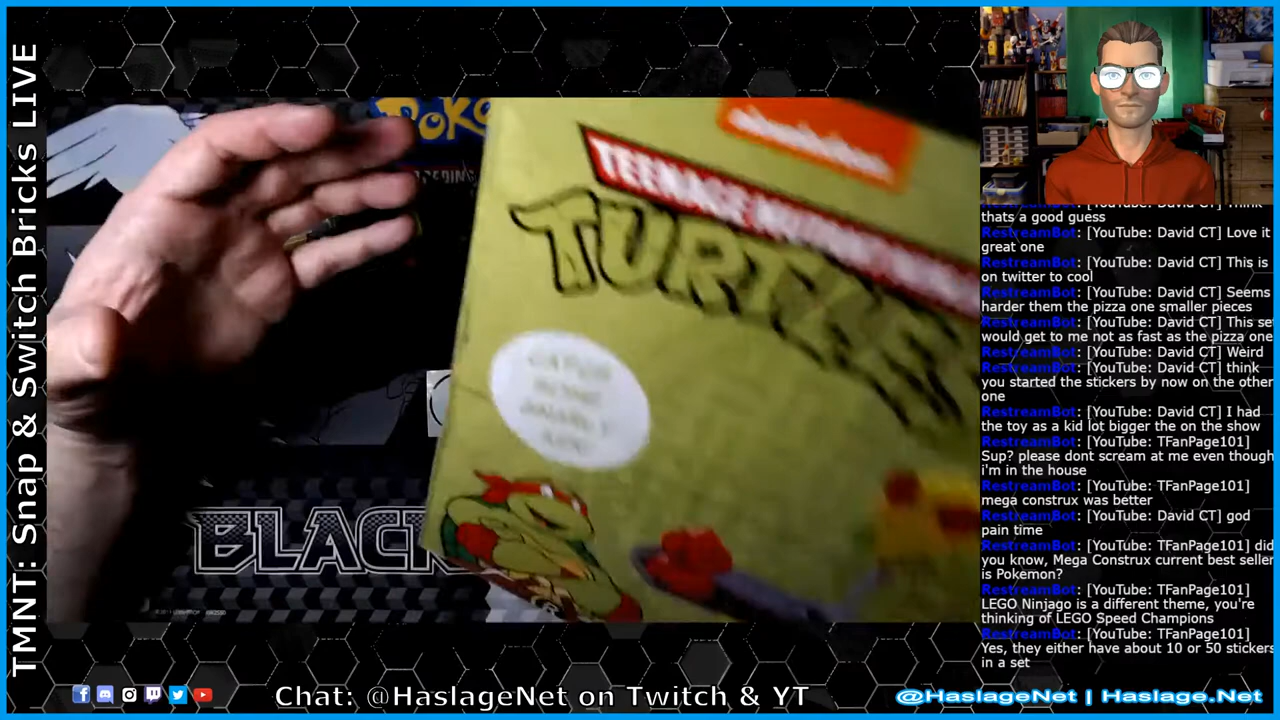 TMNT: Snap & Switch Bricks LIVE
POKé
nickelodeon
TEENAGE MUTANT
TURTLE
BLACK
thats a good guess
RestreamBot: [YouTube: David CT] Love it
great one
RestreamBot: [YouTube: David CT] This is
on twitter to cool
RestreamBot: [YouTube: David CT] Seems
harder them the pizza one smaller pieces
RestreamBot: [YouTube: David CT] This set
would get to me not as fast as the pizza one
RestreamBot: [YouTube: David CT] Weird
RestreamBot: [YouTube: David CT] think
you started the stickers by now on the other
one
RestreamBot: [YouTube: David CT] I had
the toy as a kid lot bigger the on the show
RestreamBot: [YouTube: TFanPage101]
Sup? please dont scream at me even though
i'm in the house
RestreamBot: [YouTube: TFanPage101]
mega construx was better
RestreamBot: [YouTube: David CT] god
pain time
RestreamBot: [YouTube: TFanPage101] did
you know, Mega Construx current best seller
is Pokemon?
RestreamBot: [YouTube: TFanPage101]
LEGO Ninjago is a different theme, you're
thinking of LEGO Speed Champions
RestreamBot: [YouTube: TFanPage101]
Yes, they either have about 10 or 50 stickers
in a set
Chat: @HaslageNet on Twitch & YT
@HaslageNet | Haslage.Net